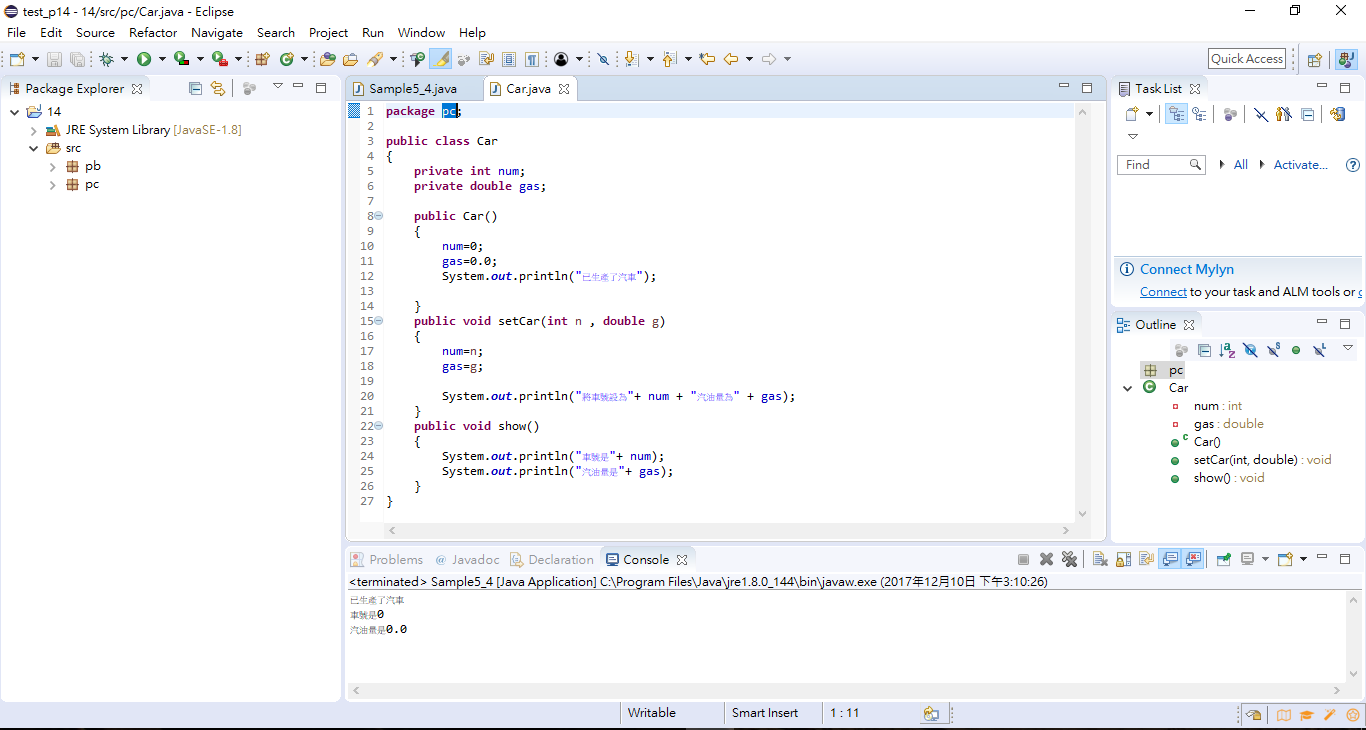 test_p14 - 14/src/pc/Car.java - Eclipse
File Edit Source Refactor Navigate Search Project Run Window Help
Quick Access
Package Explorer
14
JRE System Library [JavaSE-1.8]
src
pb
pc
Sample5_4.java Car.java
1 package pc;
2
3 public class Car
4 {
5 private int num;
6 private double gas;
7
8 public Car()
9 {
10 num=0;
11 gas=0.0;
12 System.out.println("已生產了汽車");
13
14 }
15 public void setCar(int n , double g)
16 {
17 num=n;
18 gas=g;
19
20 System.out.println("將車號設為"+ num + "汽油量為" + gas);
21 }
22 public void show()
23 {
24 System.out.println("車號是"+ num);
25 System.out.println("汽油量是"+ gas);
26 }
27 }
Task List
Find All Activate...
Connect Mylyn
Connect to your task and ALM tools or
Outline
pc
Car
num : int
gas : double
Car()
setCar(int, double) : void
show() : void
Problems @ Javadoc Declaration Console
<terminated> Sample5_4 [Java Application] C:\Program Files\Java\jre1.8.0_144\bin\javaw.exe (2017年12月10日 下午3:10:26)
已生產了汽車
車號是0
汽油量是0.0
Writable Smart Insert 1 : 11